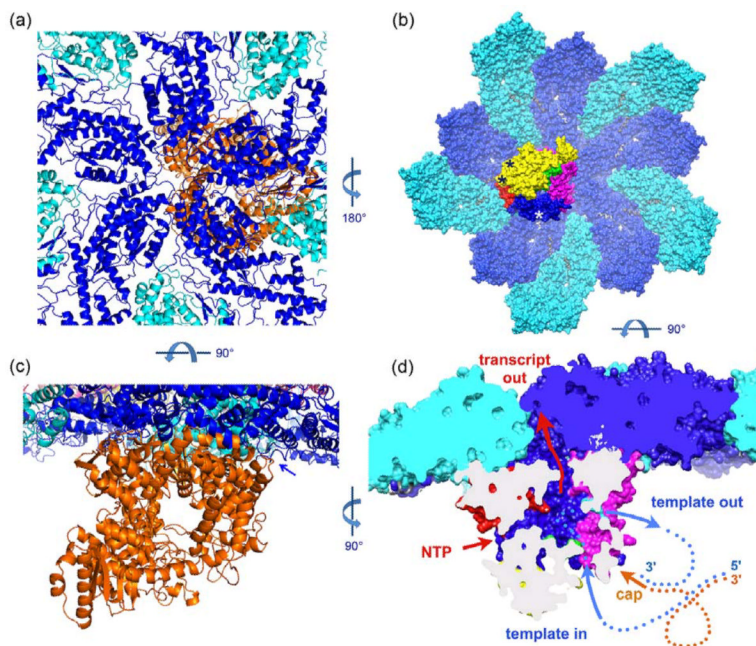 (a)
(b)
180°
90°
90°
(c)
(d)
transcript
out
template out
NTP
3'
5'
3'
cap
template in
90°